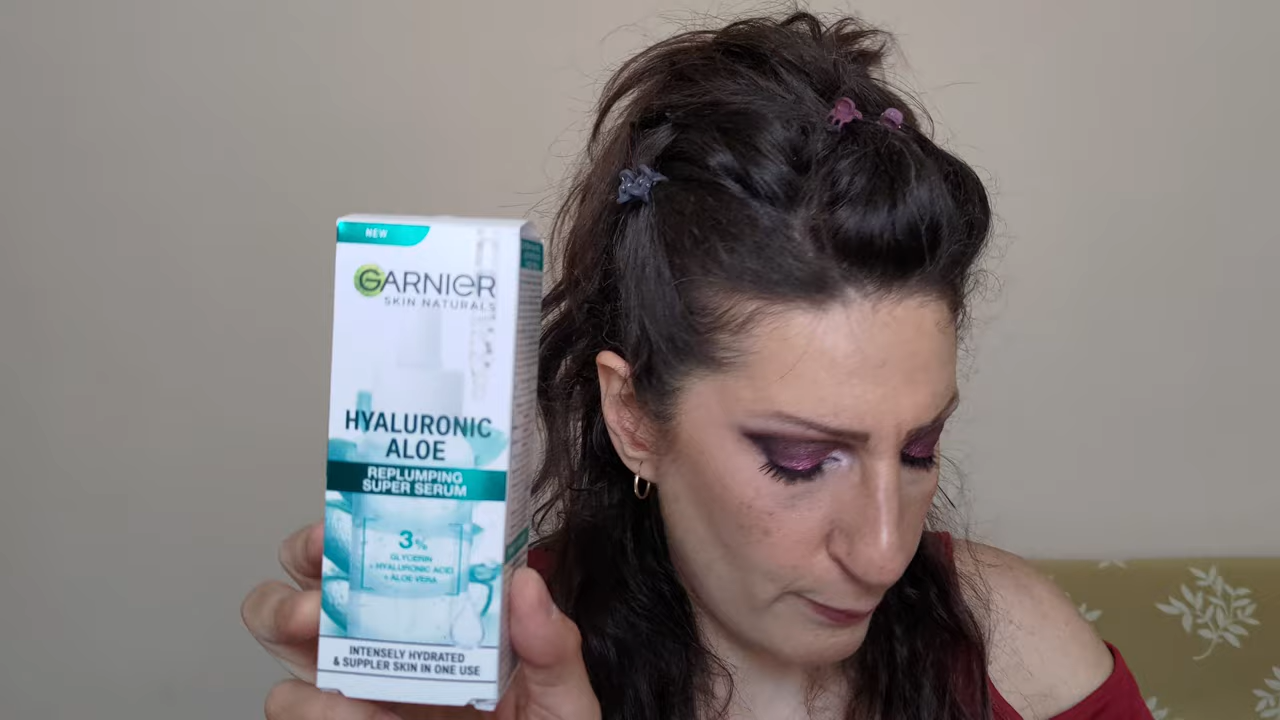 NEW
GARNIER
SKIN NATURALS
HYALURONIC
ALOE
REPLUMPING
SUPER SERUM
3%
GLYCERIN
+ HYALURONIC ACID
+ ALOE VERA
INTENSELY HYDRATED
& SUPPLER SKIN IN ONE USE